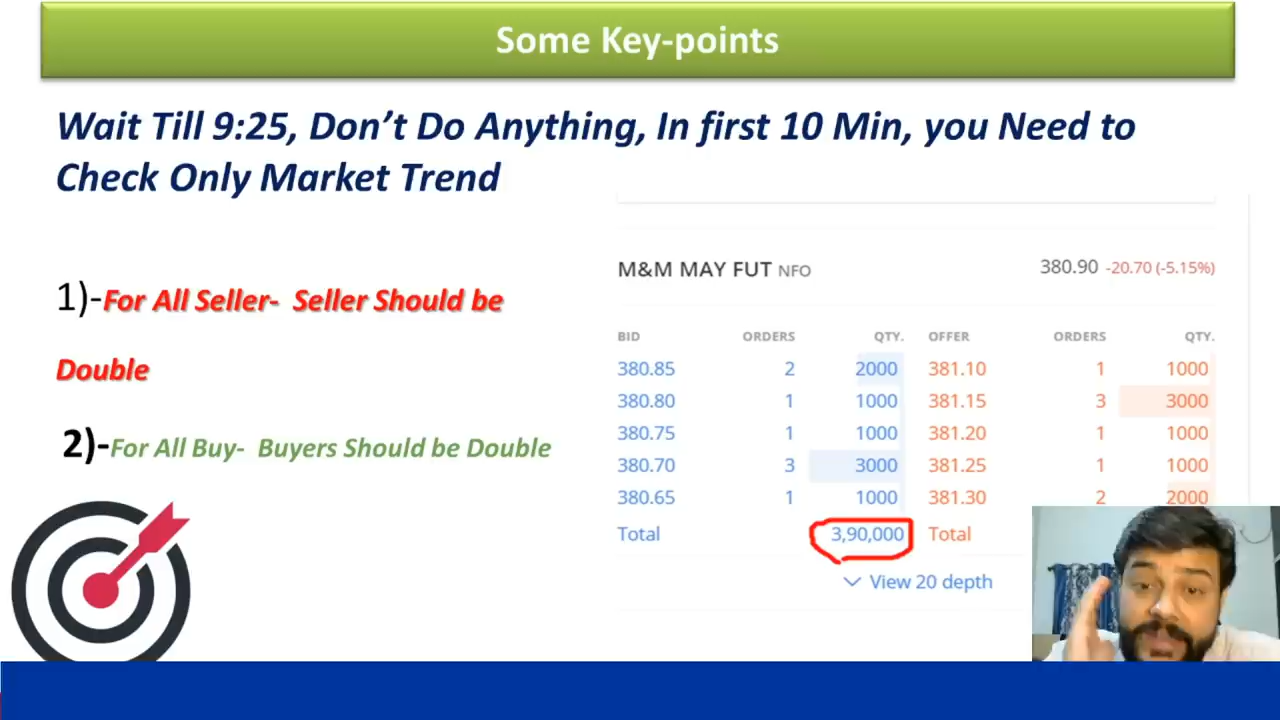 Some Key-points
Wait Till 9:25, Don't Do Anything, In first 10 Min, you Need to
Check Only Market Trend
1)-For All Seller- Seller Should be
Double
2)-For All Buy- Buyers Should be Double
M&M MAY FUT NFO 380.90 -20.70 (-5.15%)
BID ORDERS QTY. OFFER ORDERS QTY.
380.85 2 2000 381.10 1 1000
380.80 1 1000 381.15 3 3000
380.75 1 1000 381.20 1 1000
380.70 3 3000 381.25 1 1000
380.65 1 1000 381.30 2 2000
Total 3,90,000 Total
View 20 depth